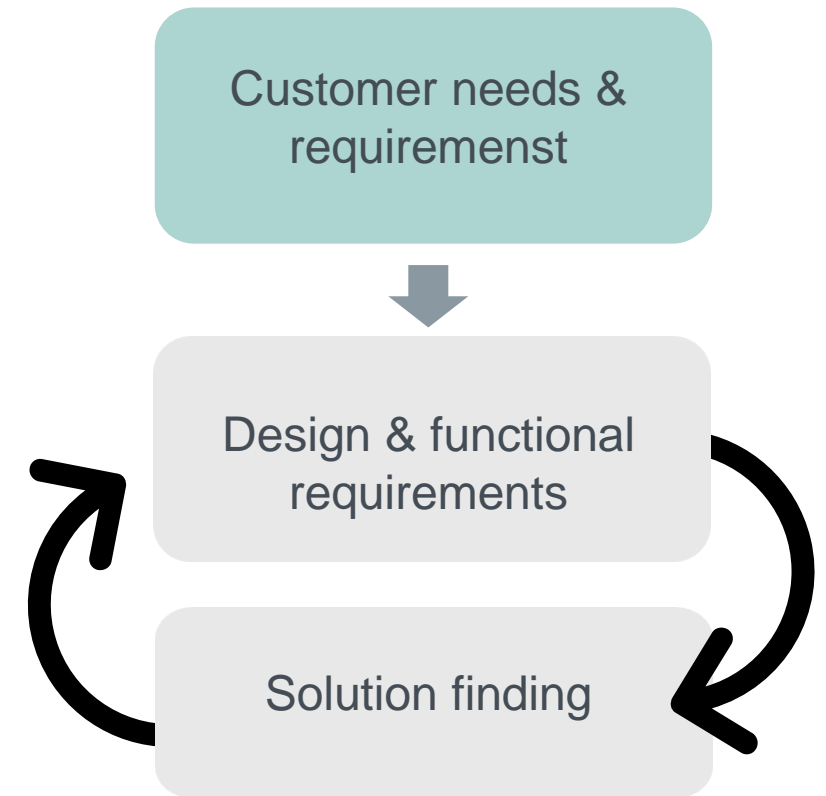 Customer needs &
requiremenst
Design & functional
requirements
Solution finding